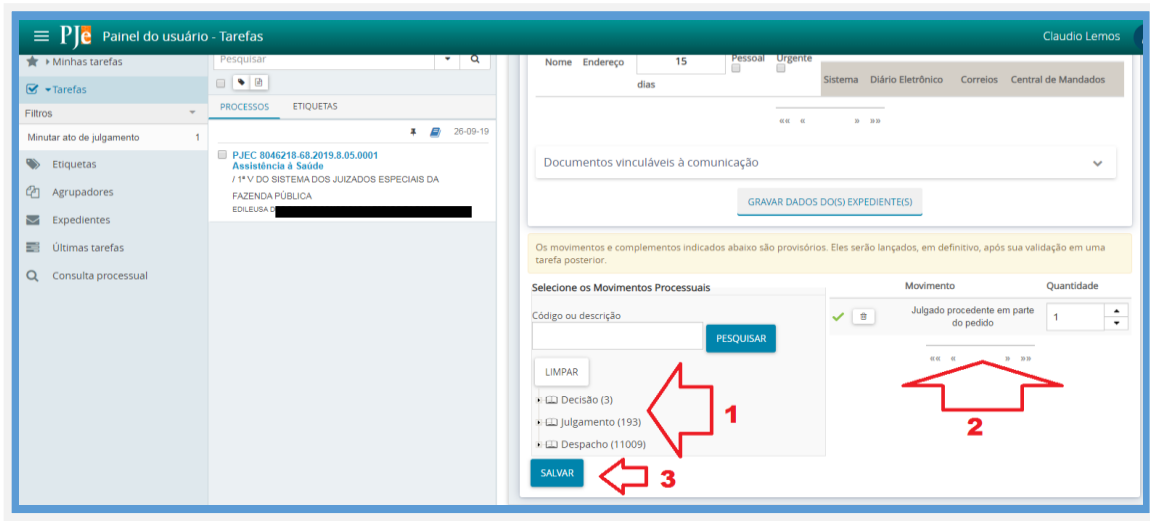 PJe Painel do usuário - Tarefas
Claudio Lemos
Minhas tarefas
Tarefas
Filtros
Minutar ato de julgamento 1
Etiquetas
Agrupadores
Expedientes
Últimas tarefas
Consulta processual
Pesquisar
PROCESSOS ETIQUETAS
26-09-19
PJEC 8046218-68.2019.8.05.0001
Assistência à Saúde
/ 1ª V DO SISTEMA DOS JUIZADOS ESPECIAIS DA
FAZENDA PÚBLICA
EDILEUSA D
Nome Endereço 15 Pessoal Urgente
dias
Sistema Diário Eletrônico Correios Central de Mandados
«« « » »»
Documentos vinculáveis à comunicação
GRAVAR DADOS DO(S) EXPEDIENTE(S)
Os movimentos e complementos indicados abaixo são provisórios. Eles serão lançados, em definitivo, após sua validação em uma
tarefa posterior.
Selecione os Movimentos Processuais
Código ou descrição
PESQUISAR
LIMPAR
Decisão (3)
Julgamento (193)
Despacho (11009)
1
SALVAR
3
Movimento Quantidade
Julgado procedente em parte
do pedido
1
«« « » »»
2